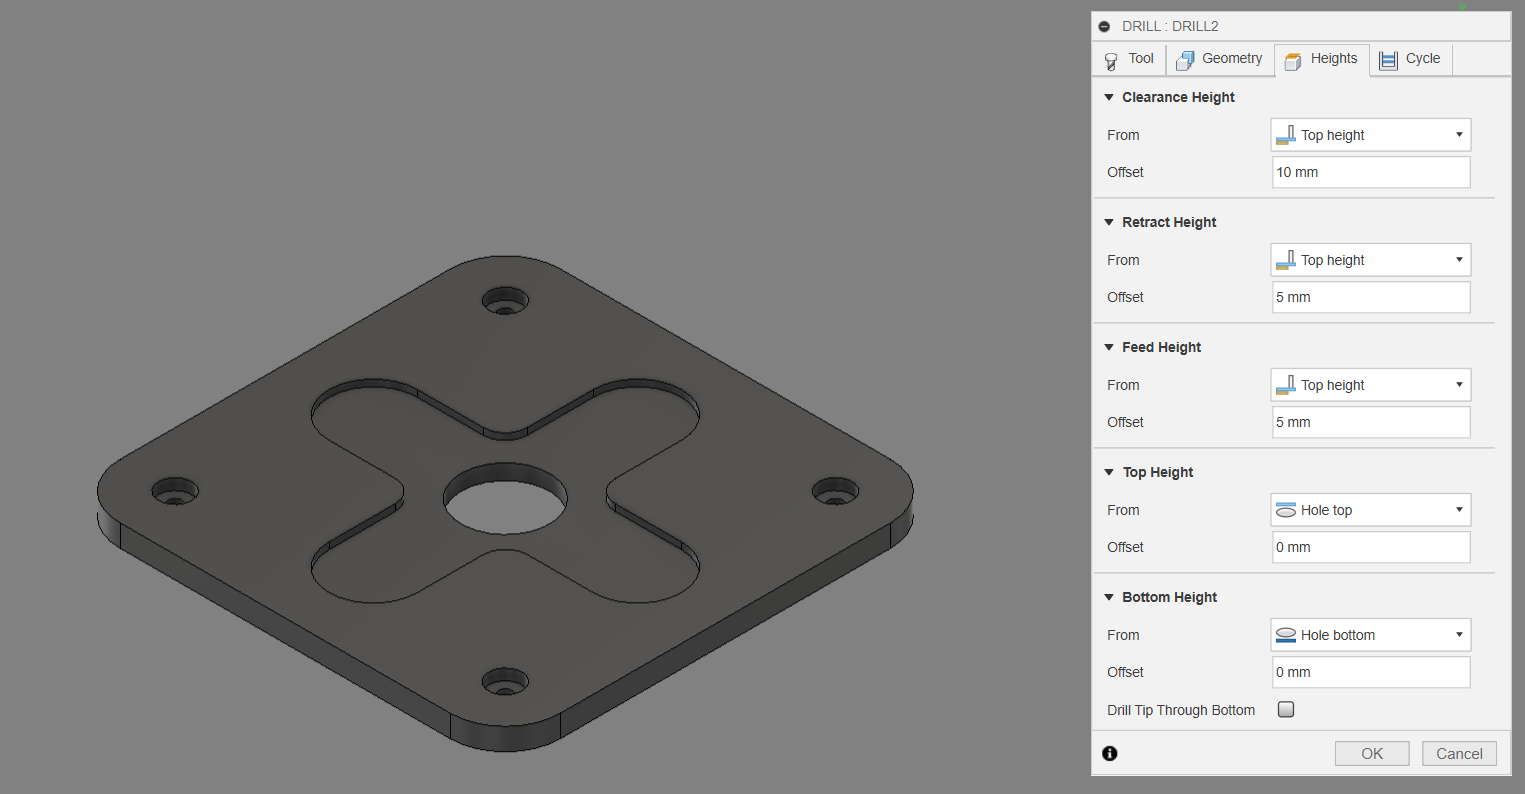 DRILL : DRILL2
Tool Geometry Heights Cycle
Clearance Height
From Top height
Offset 10 mm
Retract Height
From Top height
Offset 5 mm
Feed Height
From Top height
Offset 5 mm
Top Height
From Hole top
Offset 0 mm
Bottom Height
From Hole bottom
Offset 0 mm
Drill Tip Through Bottom
OK Cancel